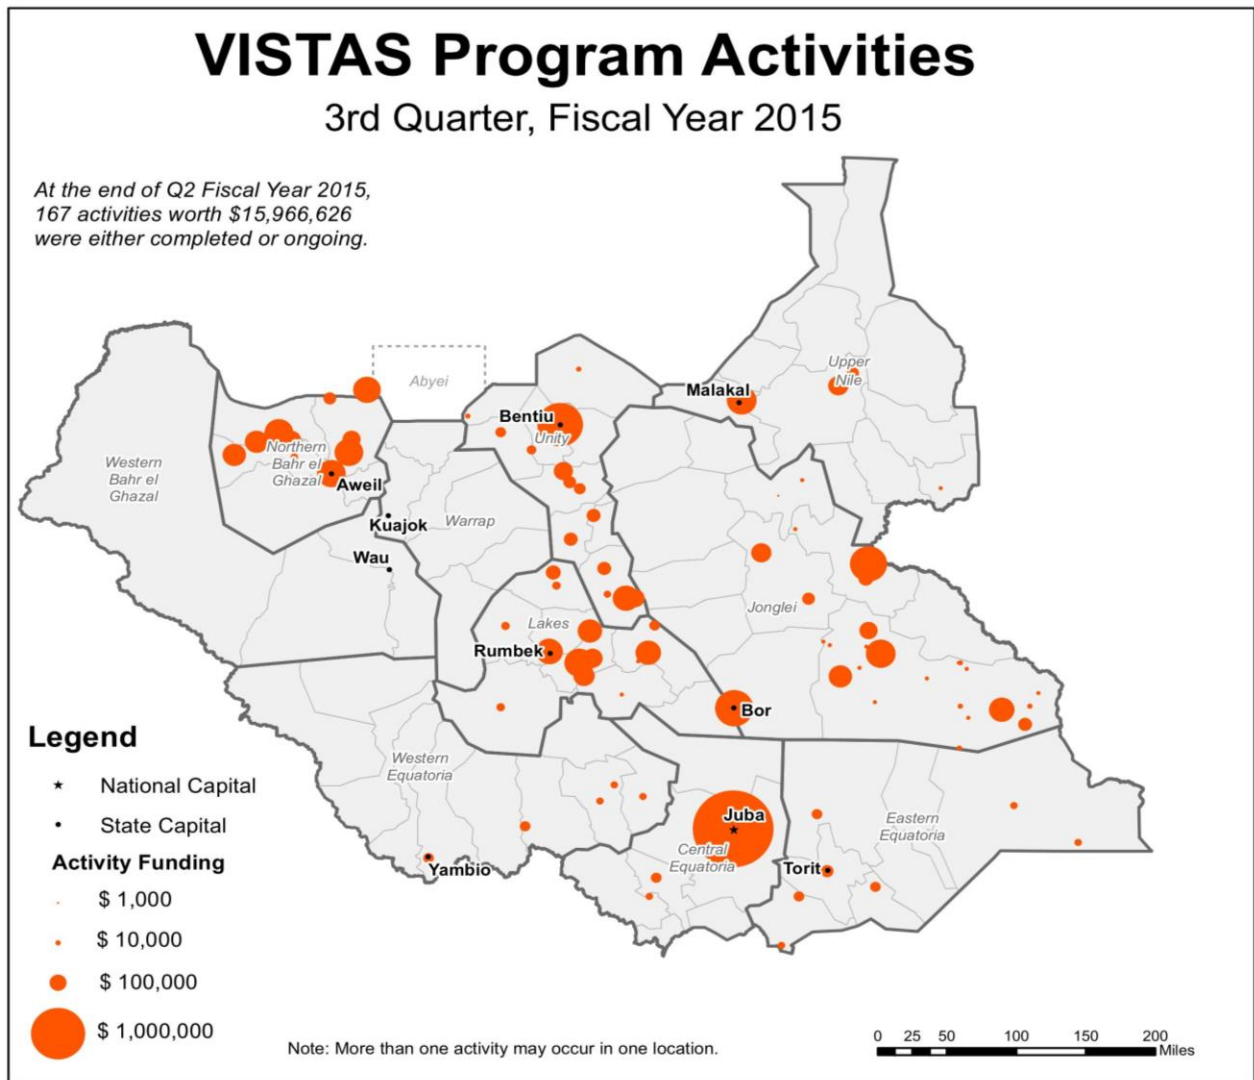 VISTAS Program Activities
3rd Quarter, Fiscal Year 2015
At the end of Q2 Fiscal Year 2015,
167 activities worth $15,966,626
were either completed or ongoing.
Abyei
Upper
Nile
Malakal
Bentiu
Unity
Northern
Bahr el
Ghazal
Western
Bahr el
Ghazal
Aweil
Kuajok
Warrap
Wau
Jonglei
Lakes
Rumbek
Bor
Western
Equatoria
Juba
Central
Equatoria
Eastern
Equatoria
Torit
Yambio
Legend
National Capital
State Capital
Activity Funding
$ 1,000
$ 10,000
$ 100,000
$ 1,000,000
Note: More than one activity may occur in one location.
0 25 50 100 150 200
Miles